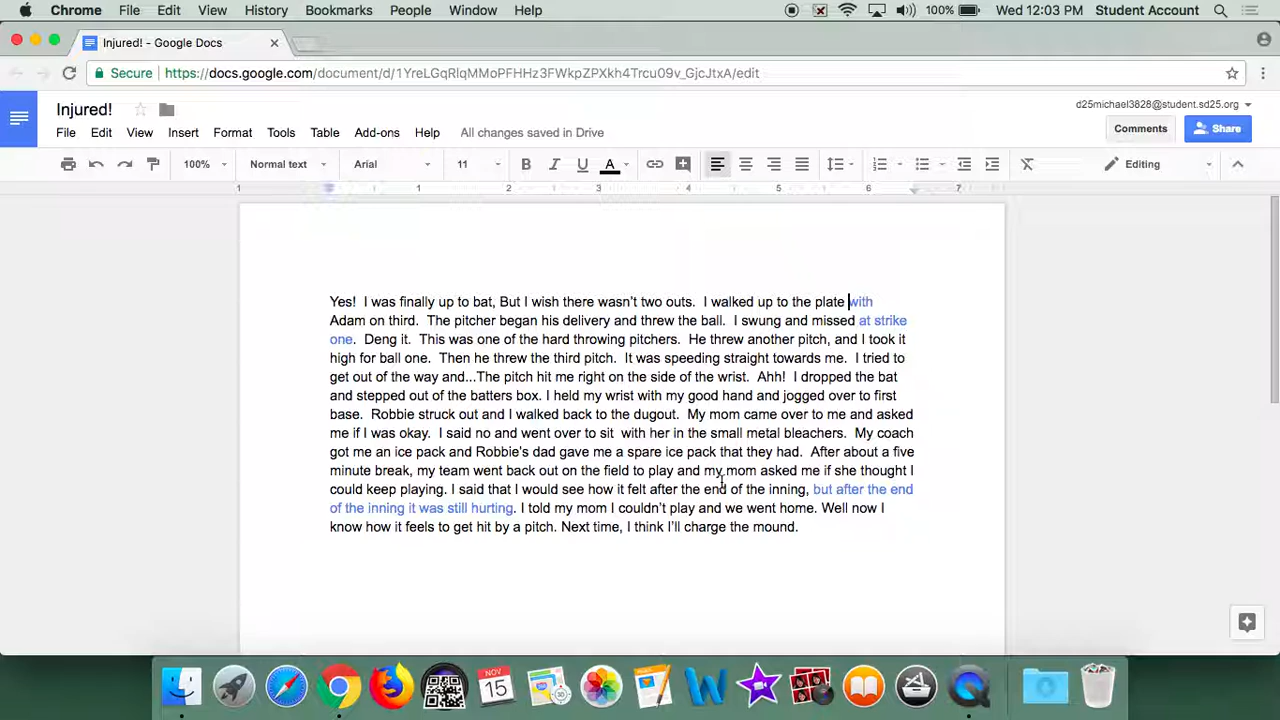 Chrome File Edit View History Bookmarks People Window Help 100% Wed 12:03 PM Student Account
Injured! - Google Docs
Secure https://docs.google.com/document/d/1YreLGqRlqMMoPFHHz3FWkpZPXkh4Trcu09v_GjcJtxA/edit
Injured!
d25michael3828@student.sd25.org
File Edit View Insert Format Tools Table Add-ons Help All changes saved in Drive
Comments Share
100% Normal text Arial 11 B I U A Editing
1 1 2 3 4 5 6 7
Yes!  I was finally up to bat, But I wish there wasn't two outs.  I walked up to the plate with
Adam on third.  The pitcher began his delivery and threw the ball.  I swung and missed at strike
one.  Deng it.  This was one of the hard throwing pitchers.  He threw another pitch, and I took it
high for ball one.  Then he threw the third pitch.  It was speeding straight towards me.  I tried to
get out of the way and...The pitch hit me right on the side of the wrist.  Ahh!  I dropped the bat
and stepped out of the batters box. I held my wrist with my good hand and jogged over to first
base.  Robbie struck out and I walked back to the dugout.  My mom came over to me and asked
me if I was okay.  I said no and went over to sit  with her in the small metal bleachers.  My coach
got me an ice pack and Robbie's dad gave me a spare ice pack that they had.  After about a five
minute break, my team went back out on the field to play and my mom asked me if she thought I
could keep playing. I said that I would see how it felt after the end of the inning, but after the end
of the inning it was still hurting. I told my mom I couldn't play and we went home. Well now I
know how it feels to get hit by a pitch. Next time, I think I'll charge the mound.
NOV
15